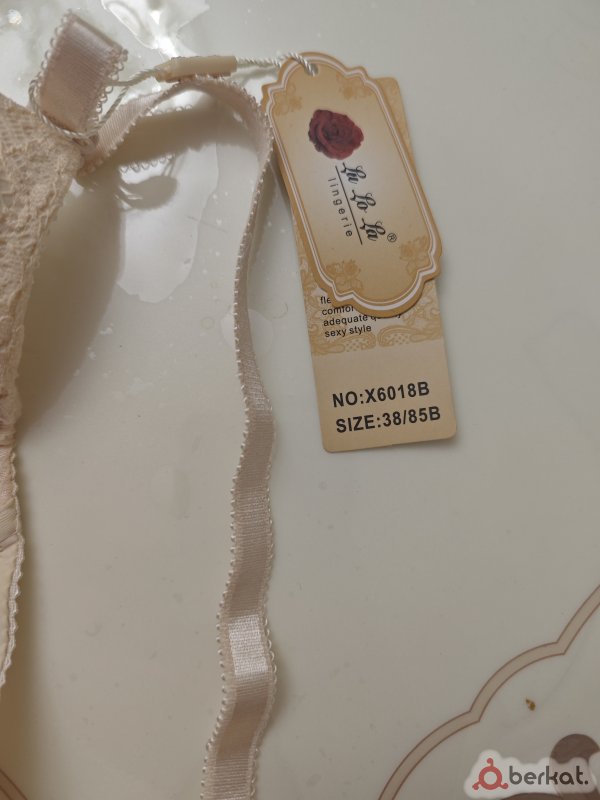 Lu Lo La ®
lingerie
comfor
adequate
sexy style
NO:X6018B
SIZE:38/85B
berkat.